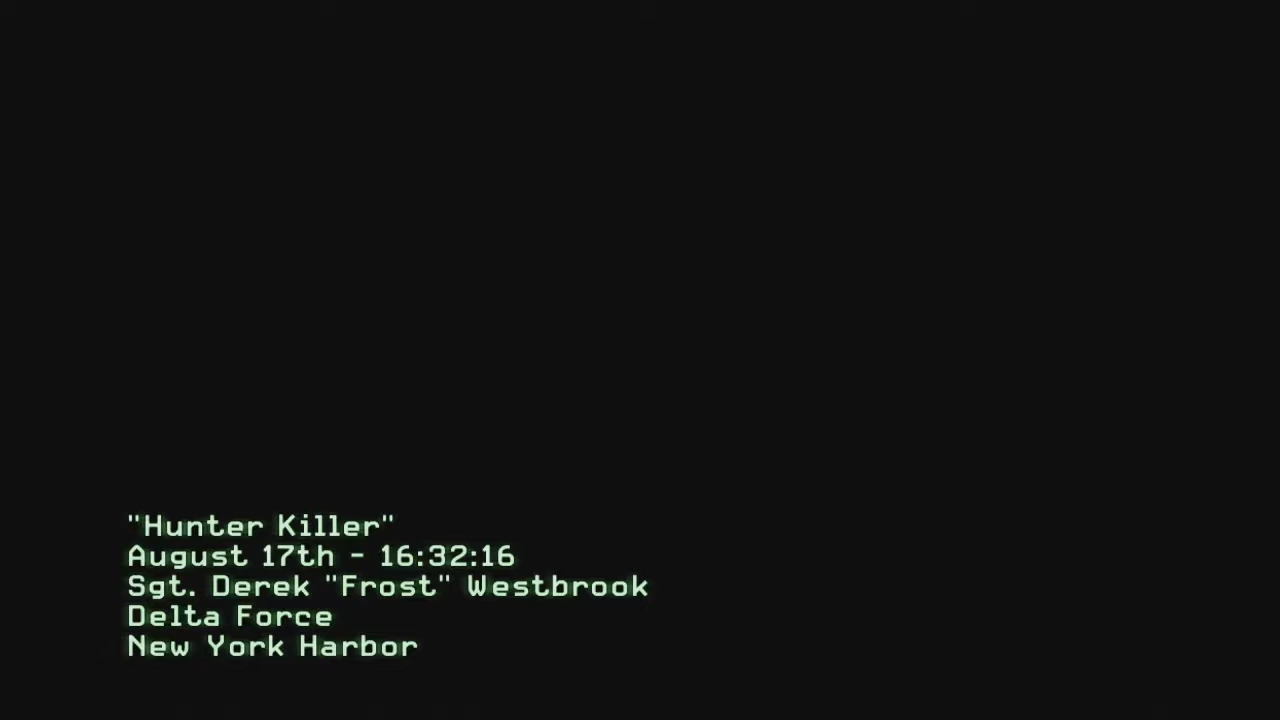 "Hunter Killer"
August 17th - 16:32:16
Sgt. Derek "Frost" Westbrook
Delta Force
New York Harbor